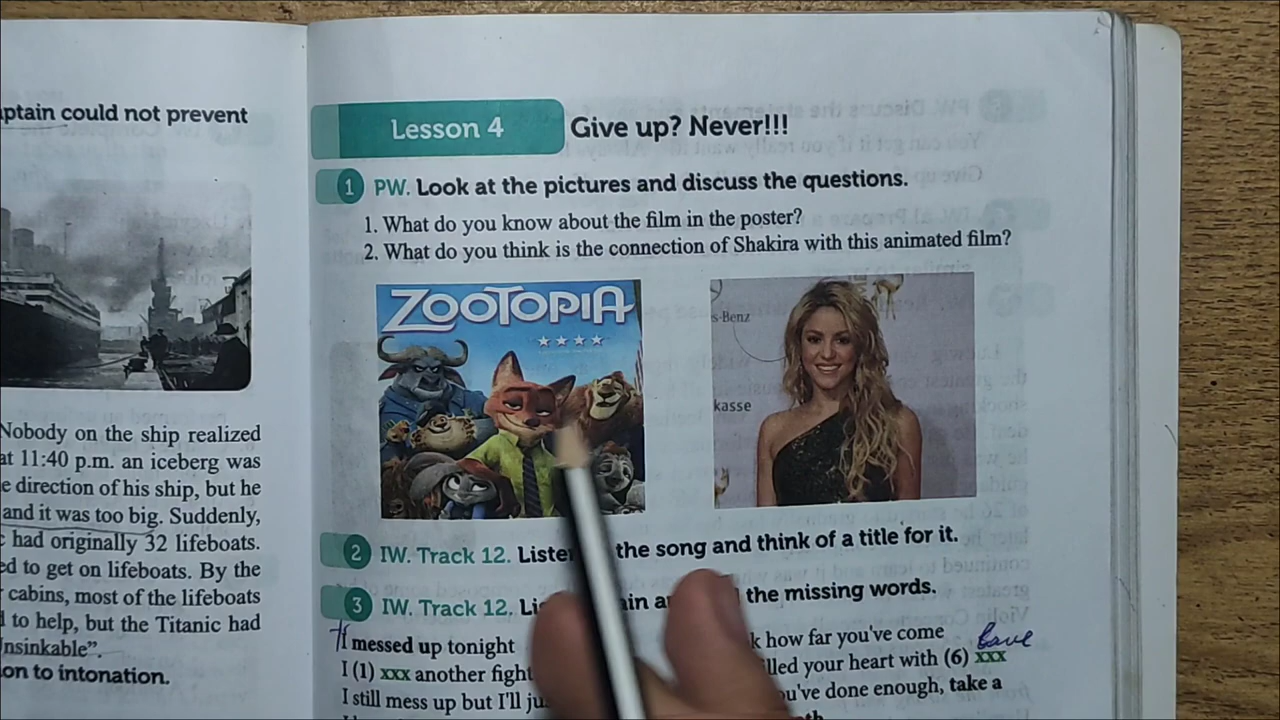 aptain could not prevent
Nobody on the ship realized
at 11:40 p.m. an iceberg was
e direction of his ship, but he
and it was too big. Suddenly,
c had originally 32 lifeboats.
ed to get on lifeboats. By the
cabins, most of the lifeboats
l to help, but the Titanic had
nsinkable”.
on to intonation.
Lesson 4 Give up? Never!!!
1 PW. Look at the pictures and discuss the questions.
1. What do you know about the film in the poster?
2. What do you think is the connection of Shakira with this animated film?
ZOOTOPIA
s-Benz
kasse
2 IW. Track 12. Listen the song and think of a title for it.
3 IW. Track 12. Lis ain a the missing words.
I messed up tonight
I (1) xxx another fight
I still mess up but I'll ju
k how far you've come
lled your heart with (6) xxx
u've done enough, take a